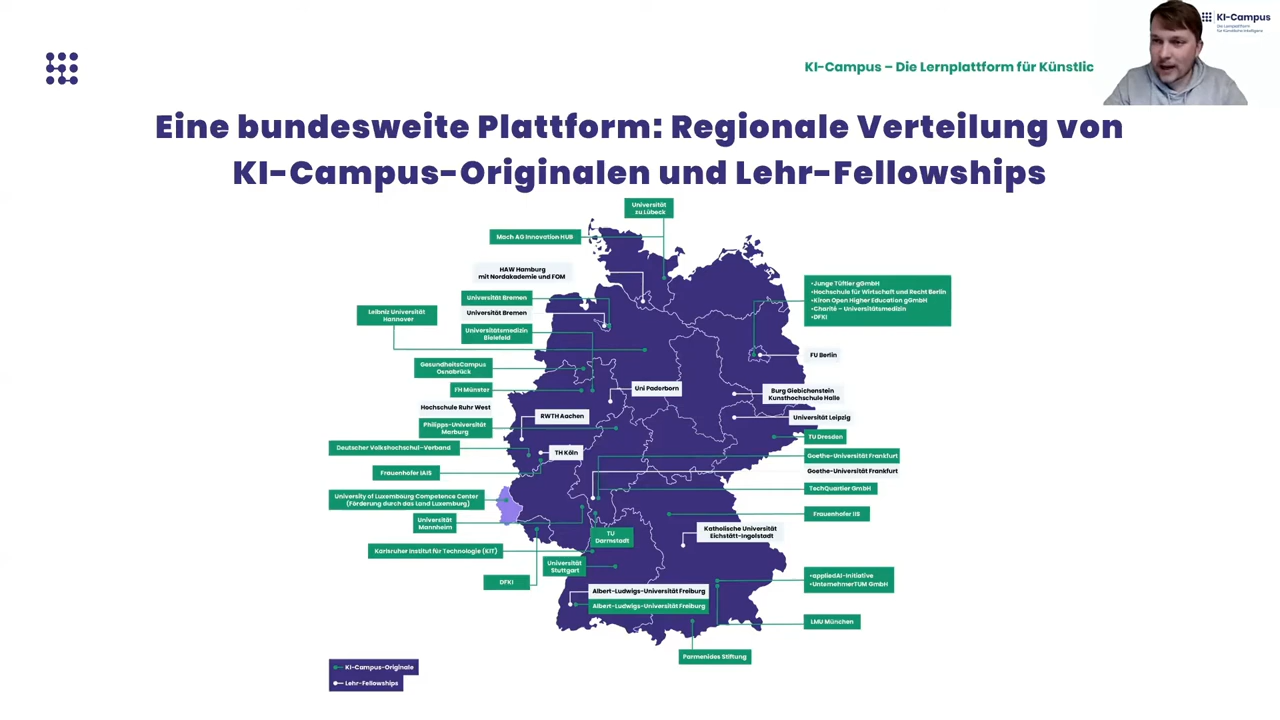 KI-Campus
Die Lernplattform
für Künstliche Intelligenz
KI-Campus – Die Lernplattform für Künstlic
Eine bundesweite Plattform: Regionale Verteilung von
KI-Campus-Originalen und Lehr-Fellowships
Universität
zu Lübeck
Mach AG Innovation HUB
HAW Hamburg
mit Nordakademie und FOM
Universität Bremen
Leibniz Universität
Hannover
Universität Bremen
Universitätsmedizin
Bielefeld
GesundheitsCampus
Osnabrück
FH Münster
Hochschule Ruhr West
Philipps-Universität
Marburg
Deutscher Volkshochschul-Verband
Fraunhofer IAIS
University of Luxembourg Competence Center
(Förderung durch das Land Luxemburg)
Universität
Mannheim
Karlsruher Institut für Technologie (KIT)
DFKI
Uni Paderborn
RWTH Aachen
TH Köln
TU
Darmstadt
Universität
Stuttgart
Albert-Ludwigs-Universität Freiburg
Albert-Ludwigs-Universität Freiburg
•Junge Tüftler gGmbH
•Hochschule für Wirtschaft und Recht Berlin
•Kiron Open Higher Education gGmbH
•Charité – Universitätsmedizin
•DFKI
FU Berlin
Burg Giebichenstein
Kunsthochschule Halle
Universität Leipzig
TU Dresden
Goethe-Universität Frankfurt
Goethe-Universität Frankfurt
TechQuartier GmbH
Fraunhofer IIS
Katholische Universität
Eichstätt-Ingolstadt
•appliedAI-Initiative
•UnternehmerTUM GmbH
LMU München
Parmenides Stiftung
KI-Campus-Originale
Lehr-Fellowships